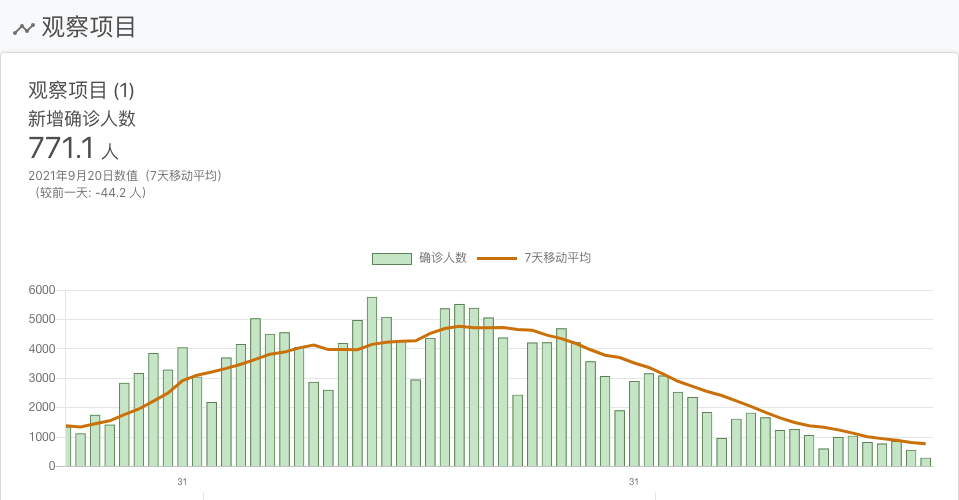 观察项目
观察项目 (1)
新增确诊人数
771.1 人
2021年9月20日数值（7天移动平均）
（较前一天: -44.2 人）
确诊人数 7天移动平均
6000
5000
4000
3000
2000
1000
0
31 31